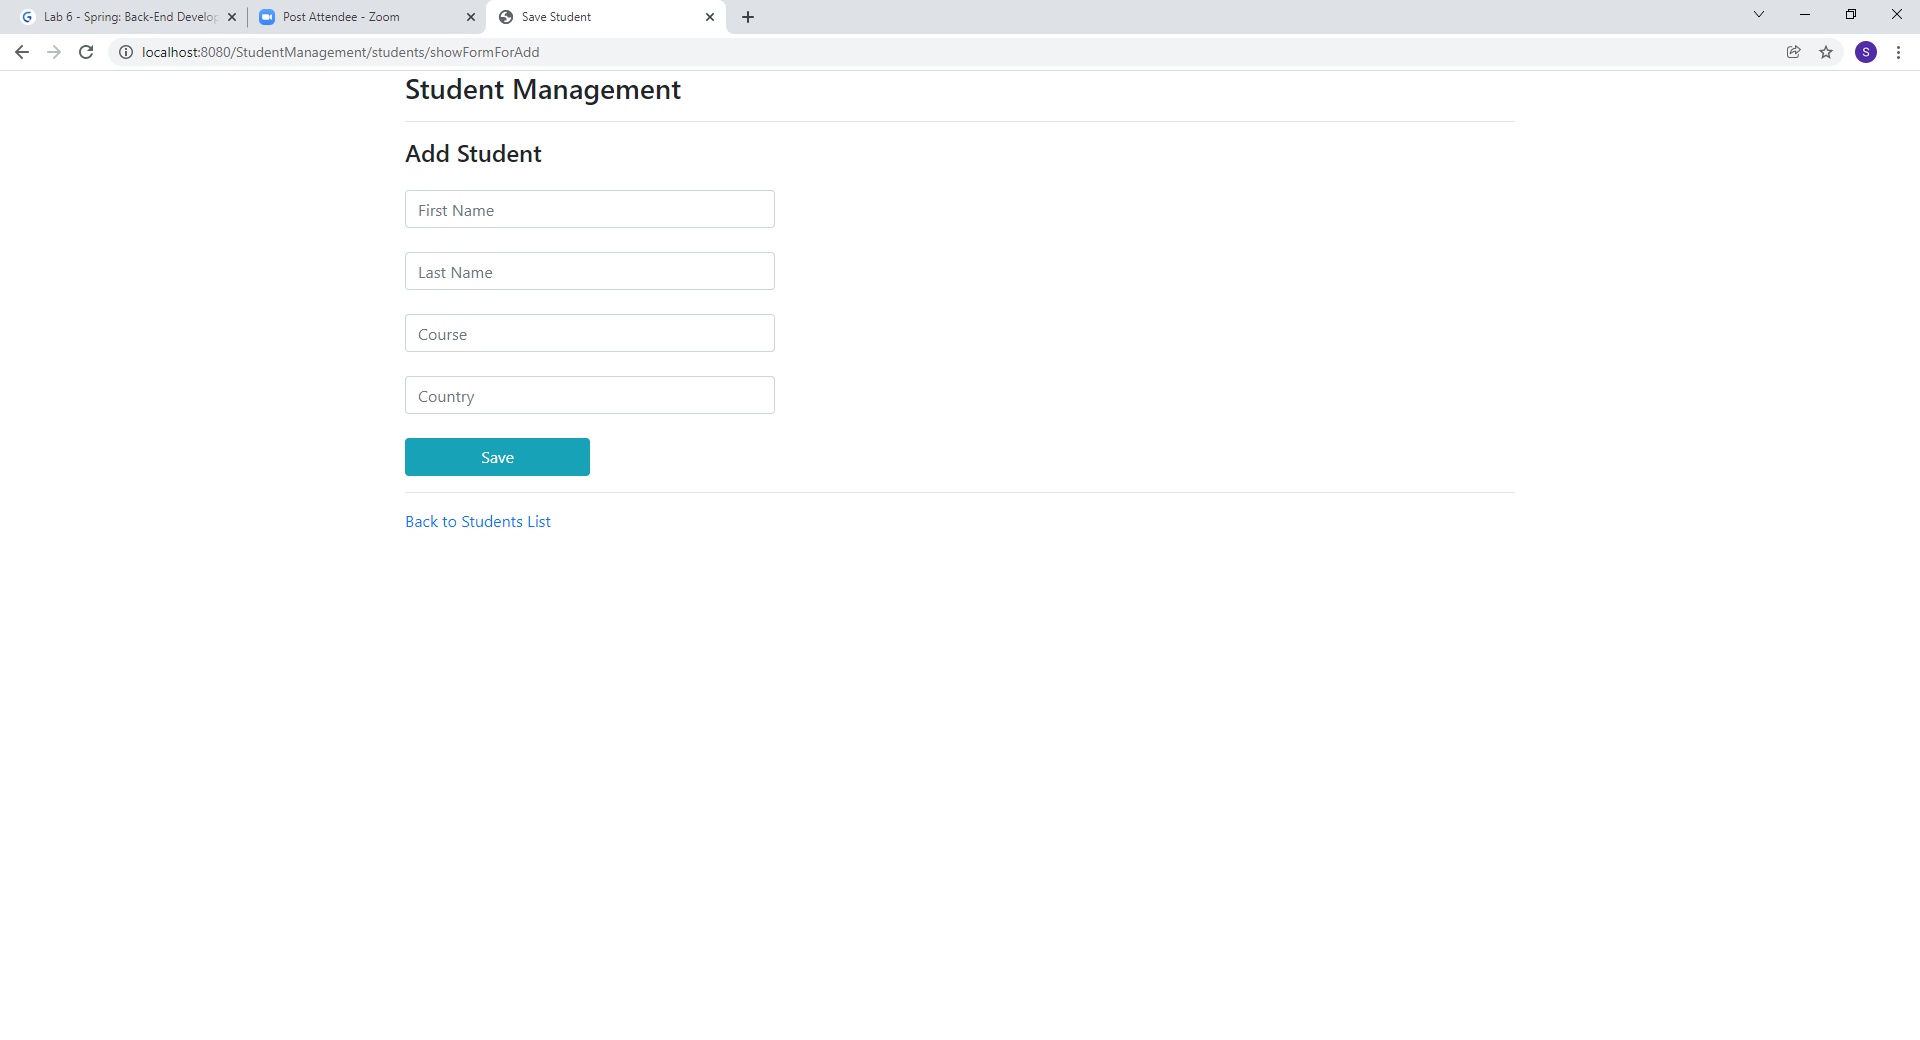 Lab 6 - Spring: Back-End Develop
Post Attendee - Zoom
Save Student
localhost:8080/StudentManagement/students/showFormForAdd
S
Student Management
Add Student
First Name
Last Name
Course
Country
Save
Back to Students List